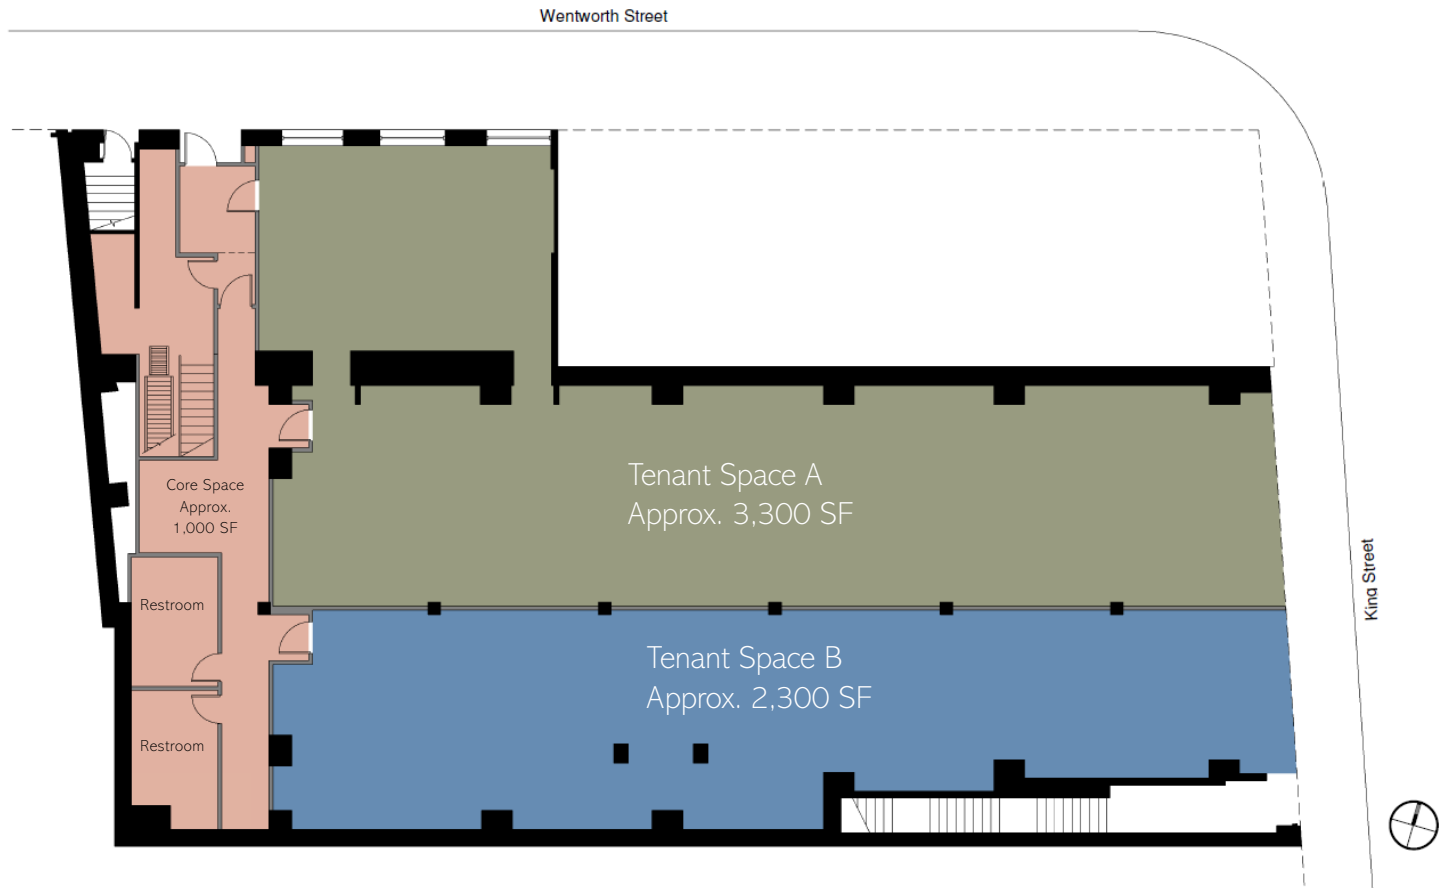 Wentworth Street
Tenant Space A
Approx. 3,300 SF
Core Space
Approx.
1,000 SF
King Street
Restroom
Tenant Space B
Approx. 2,300 SF
Restroom